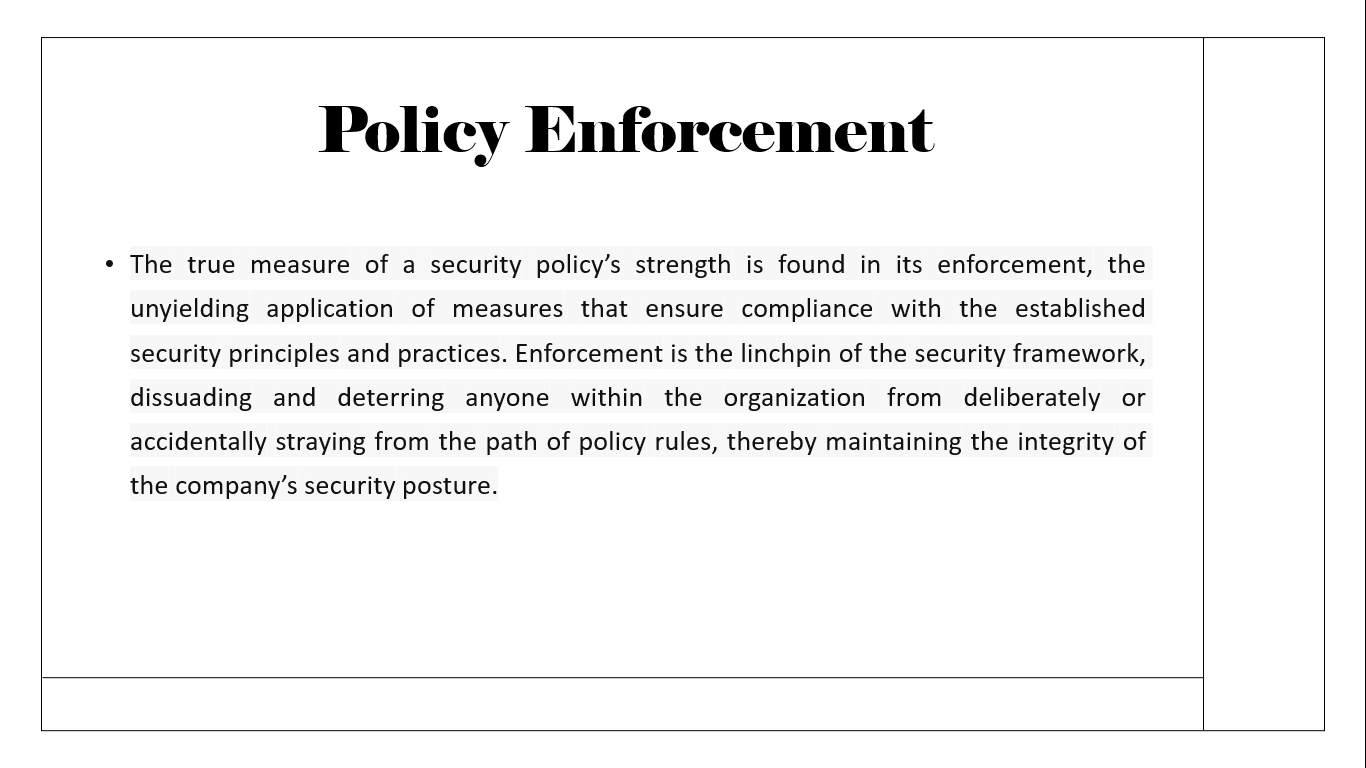 Policy Enforcement
• The true measure of a security policy’s strength is found in its enforcement, the
unyielding application of measures that ensure compliance with the established
security principles and practices. Enforcement is the linchpin of the security framework,
dissuading and deterring anyone within the organization from deliberately or
accidentally straying from the path of policy rules, thereby maintaining the integrity of
the company’s security posture.